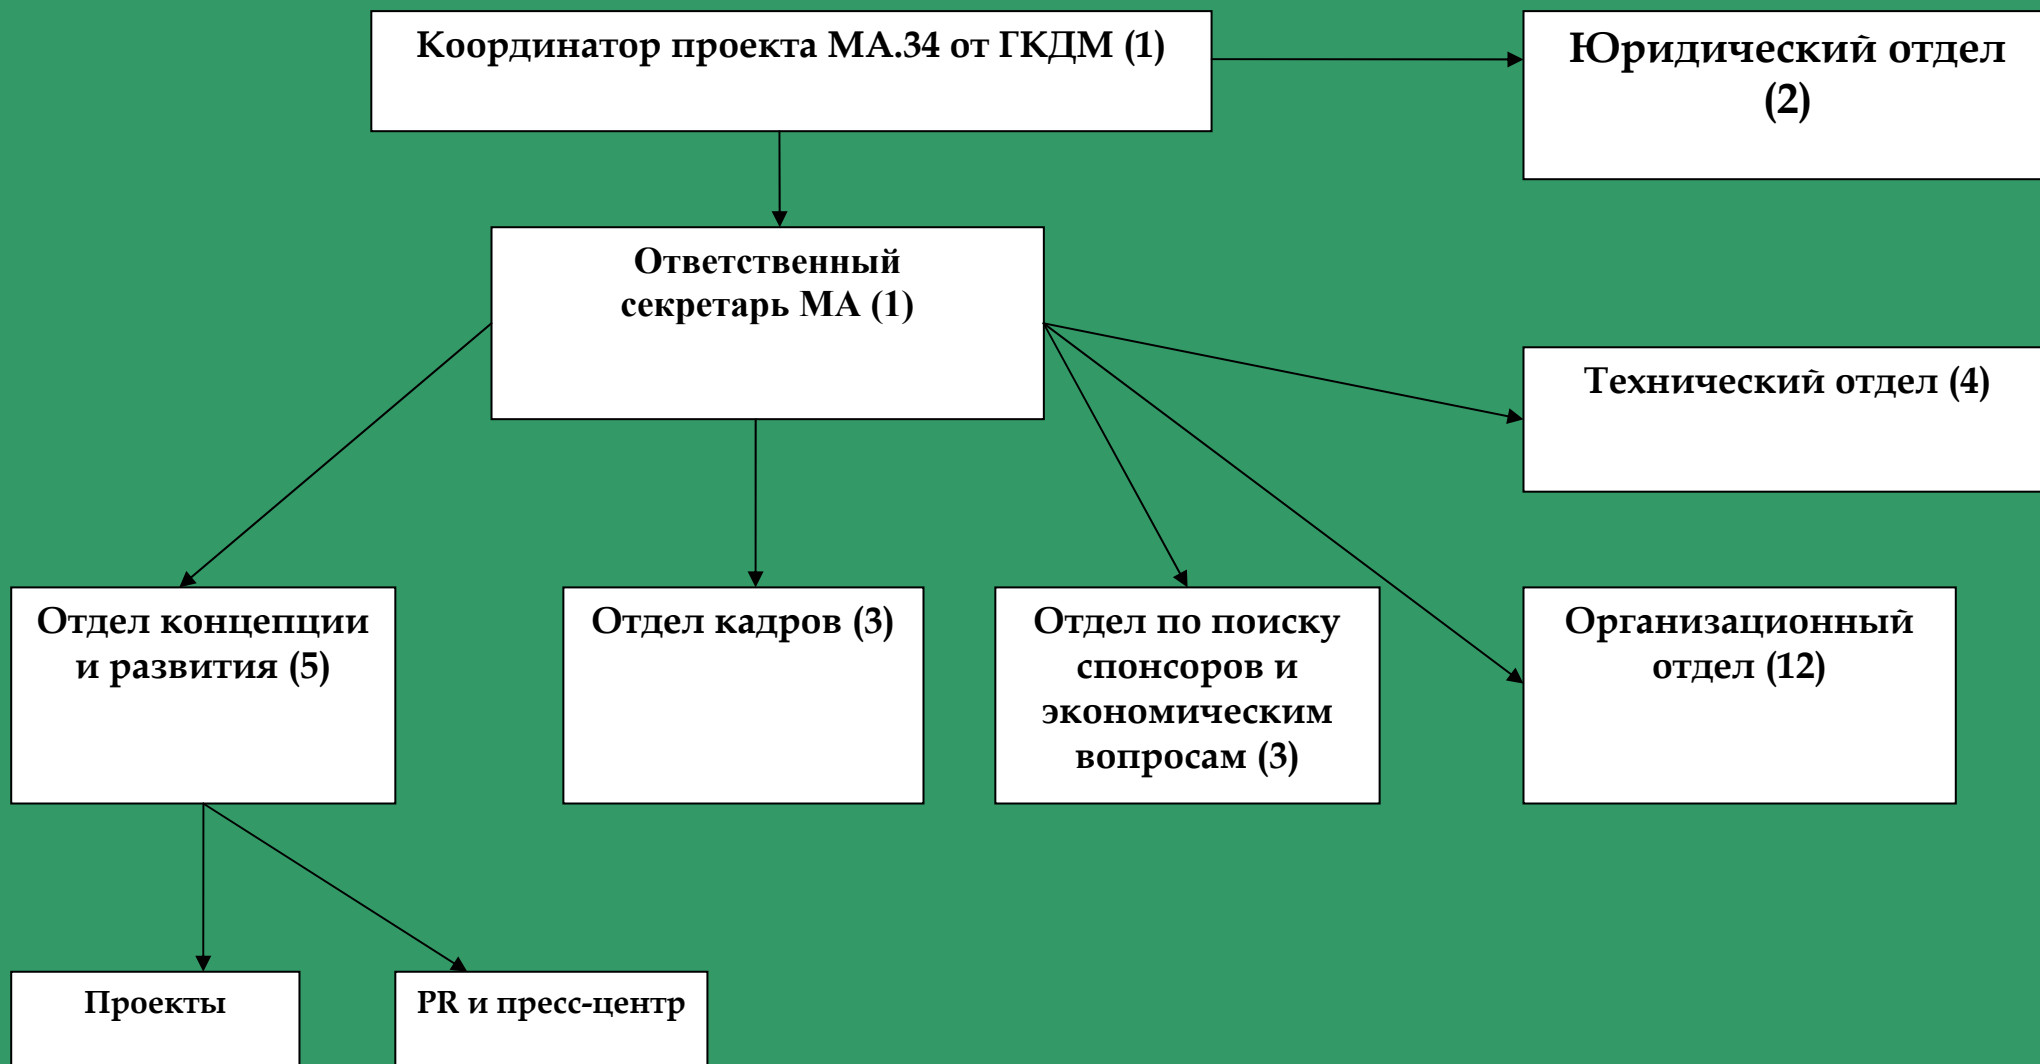 Координатор проекта МА.34 от ГКДМ (1)
Юридический отдел
(2)
Ответственный
секретарь МА (1)
Технический отдел (4)
Отдел концепции
и развития (5)
Отдел кадров (3)
Отдел по поиску
спонсоров и
экономическим
вопросам (3)
Организационный
отдел (12)
Проекты
PR и пресс-центр